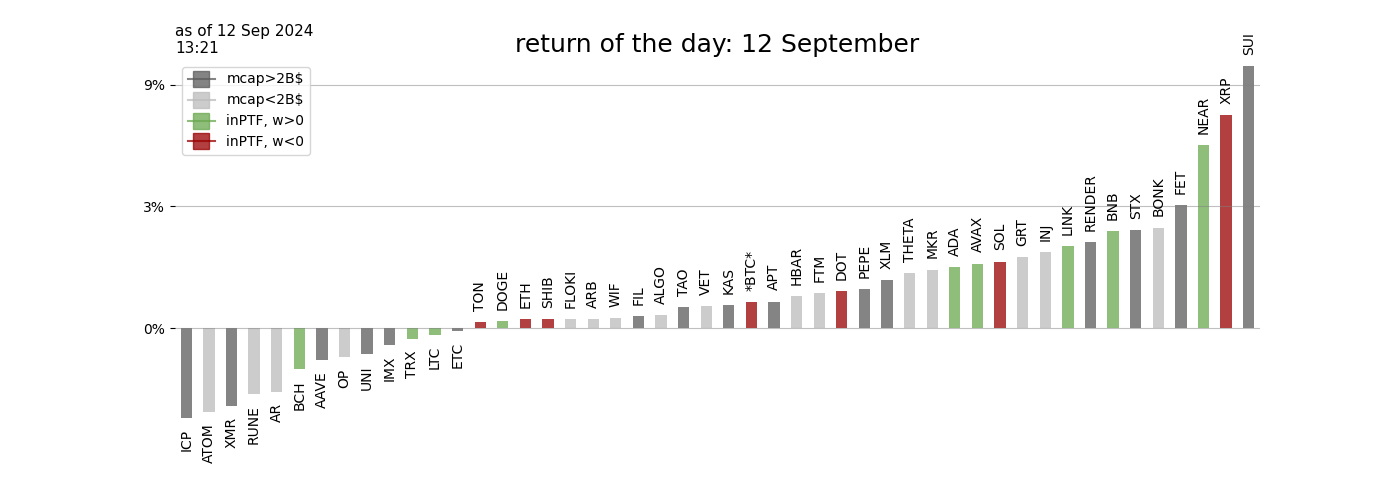 as of 12 Sep 2024
13:21
return of the day: 12 September
mcap>2B$
mcap<2B$
inPTF, w>0
inPTF, w<0
9%
3%
0%
ICP
ATOM
XMR
RUNE
AR
BCH
AAVE
OP
UNI
IMX
TRX
LTC
ETC
TON
DOGE
ETH
SHIB
FLOKI
ARB
WIF
FIL
ALGO
TAO
VET
KAS
*BTC*
APT
HBAR
FTM
DOT
PEPE
XLM
THETA
MKR
ADA
AVAX
SOL
GRT
INJ
LINK
RENDER
BNB
STX
BONK
FET
NEAR
XRP
SUI